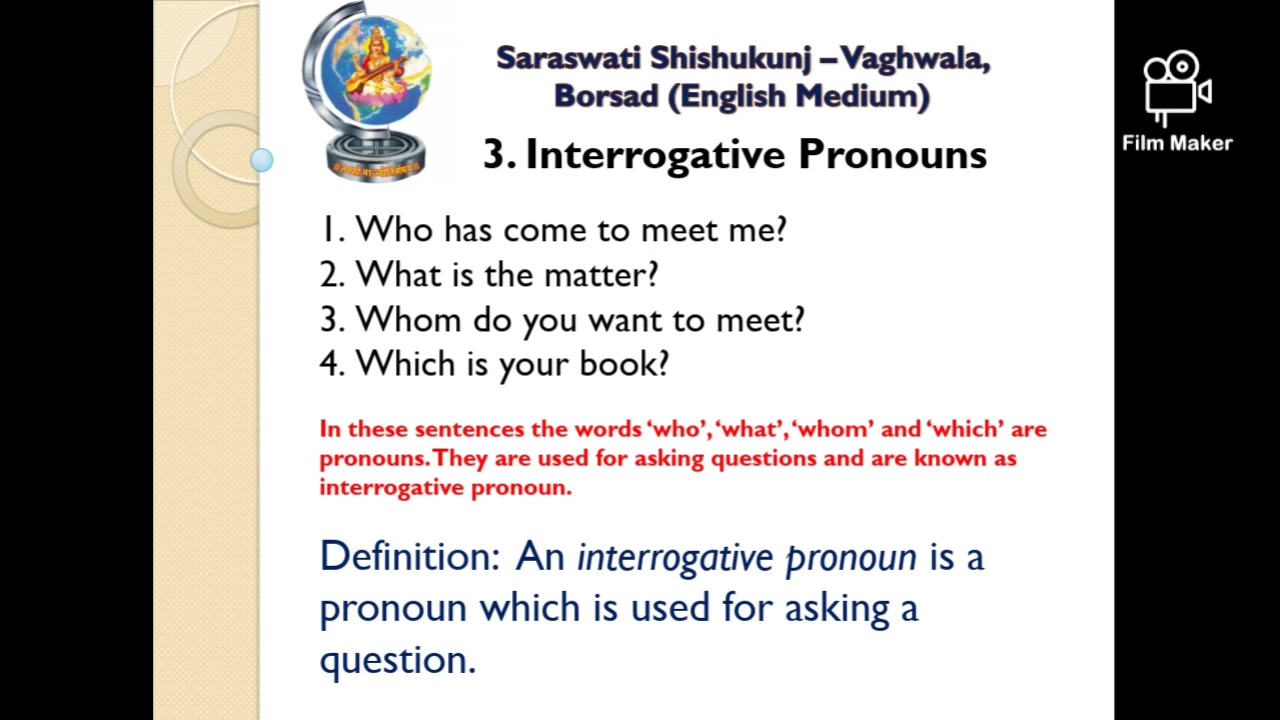 Saraswati Shishukunj – Vaghwala,
Borsad (English Medium)
3. Interrogative Pronouns
Film Maker
1. Who has come to meet me?
2. What is the matter?
3. Whom do you want to meet?
4. Which is your book?
In these sentences the words ‘who’, ‘what’, ‘whom’ and ‘which’ are
pronouns. They are used for asking questions and are known as
interrogative pronoun.
Definition: An interrogative pronoun is a
pronoun which is used for asking a
question.